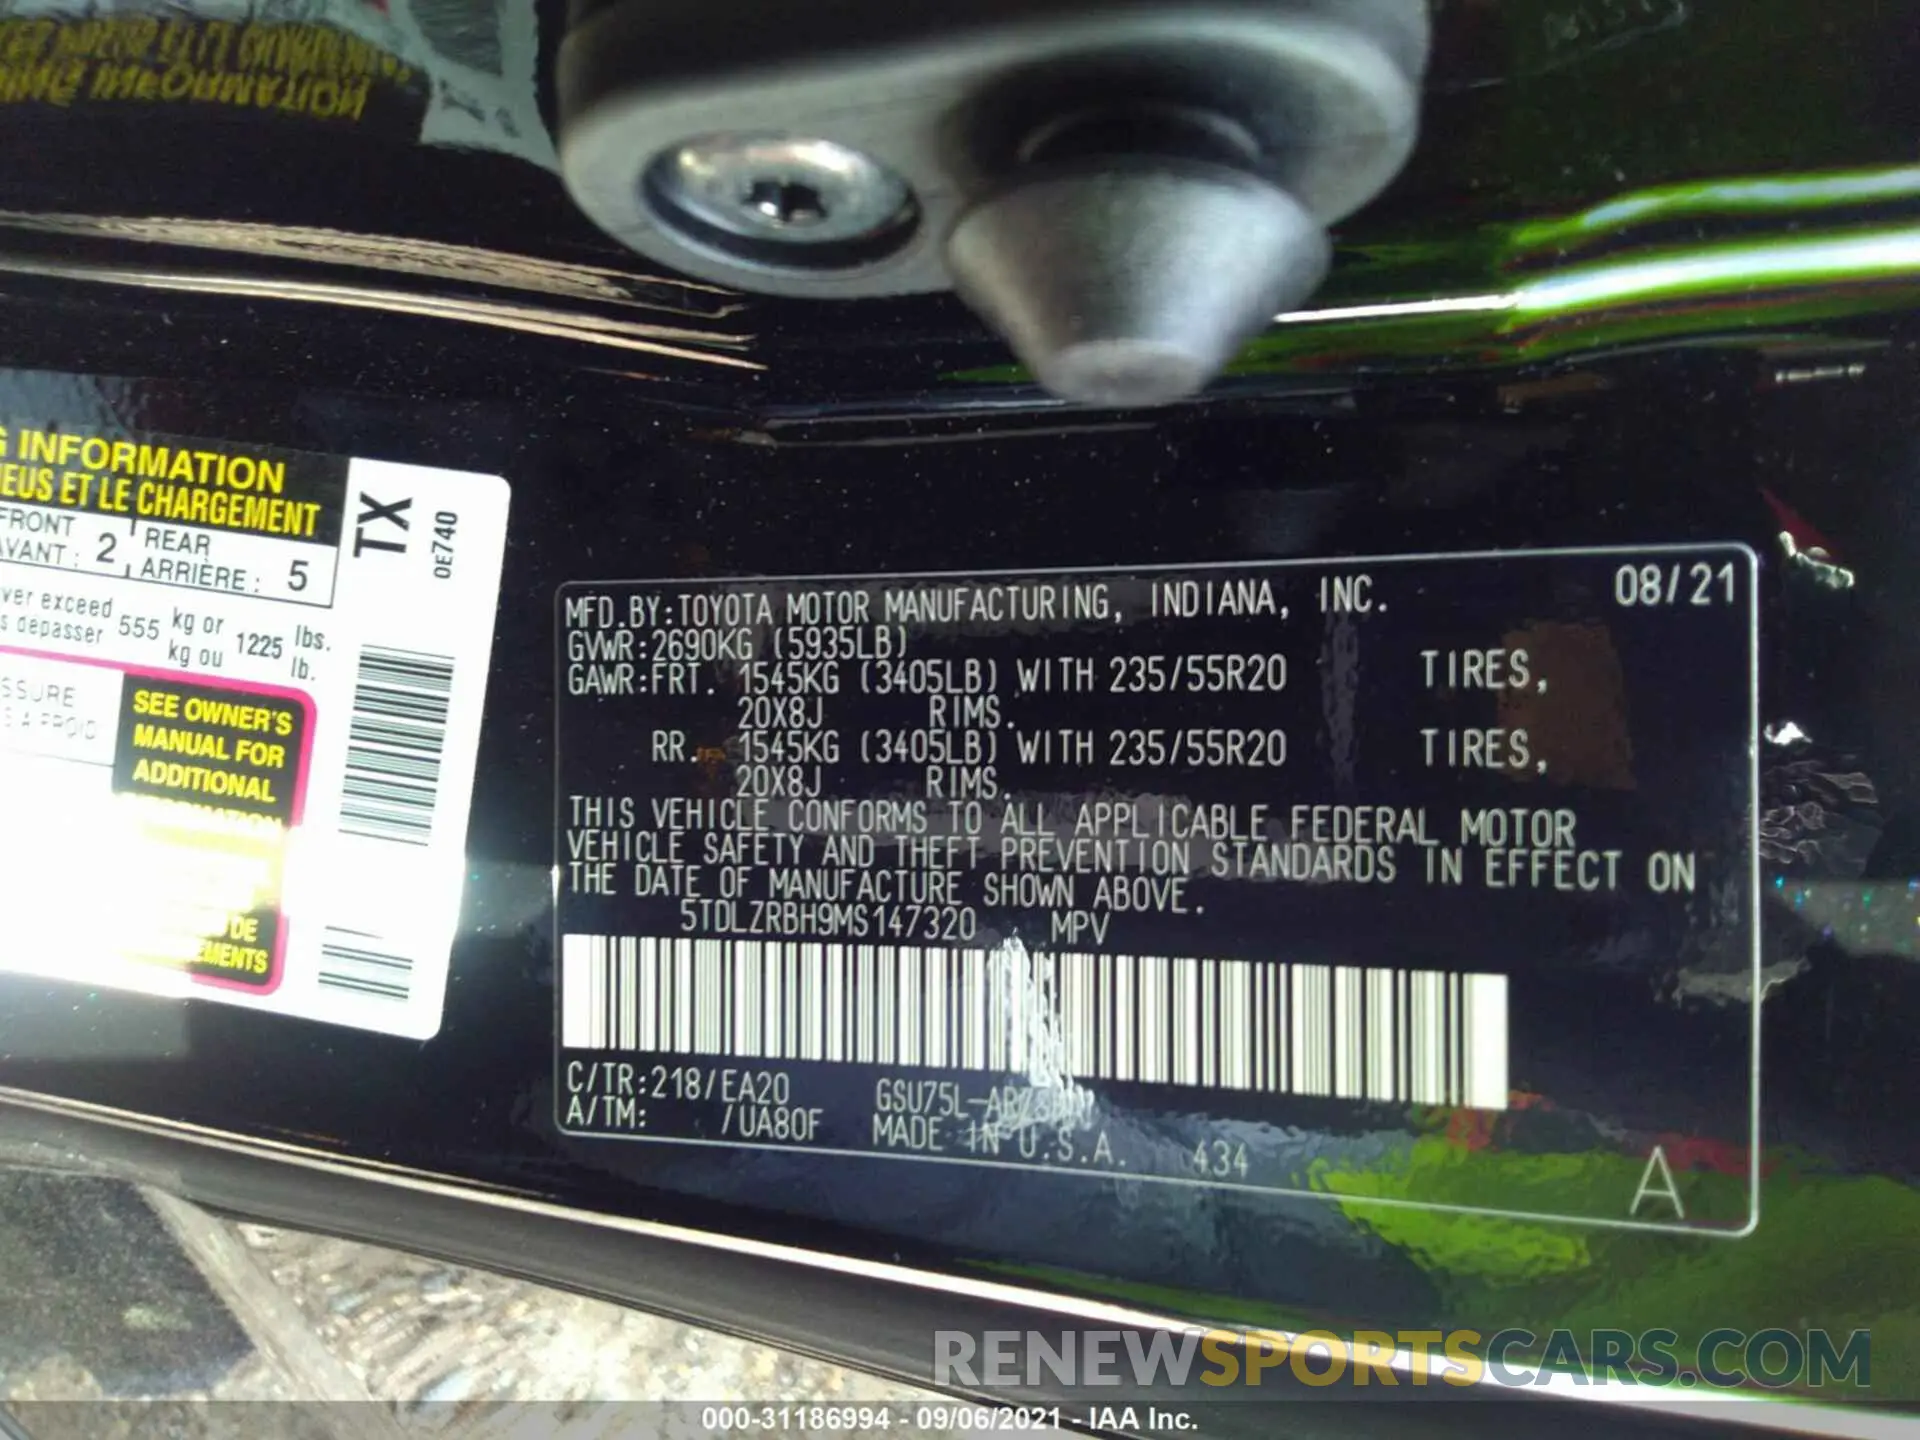 INFORMATION
ET LE CHARGEMENT
FRONT
AVANT : 2
REAR
ARRIÈRE : 5
exceed
dépasser 555
kg or
kg ou
1225
lbs.
lb.
TX
0E740
SEE OWNER'S
MANUAL FOR
ADDITIONAL
INFORMATION
DE
MFD.BY:TOYOTA MOTOR MANUFACTURING, INDIANA, INC. 08/21
GVWR:2690KG (5935LB)
GAWR:FRT. 1545KG (3405LB) WITH 235/55R20 TIRES,
20X8J RIMS.
RR. 1545KG (3405LB) WITH 235/55R20 TIRES,
20X8J RIMS.
THIS VEHICLE CONFORMS TO ALL APPLICABLE FEDERAL MOTOR
VEHICLE SAFETY AND THEFT PREVENTION STANDARDS IN EFFECT ON
THE DATE OF MANUFACTURE SHOWN ABOVE.
5TDLZRBH9MS147320 MPV
C/TR:218/EA20
A/TM: /UA80F
MADE IN U.S.A. 434
A
RENEWSPORTSCARS.COM
000-31186994 - 09/06/2021 - IAA Inc.